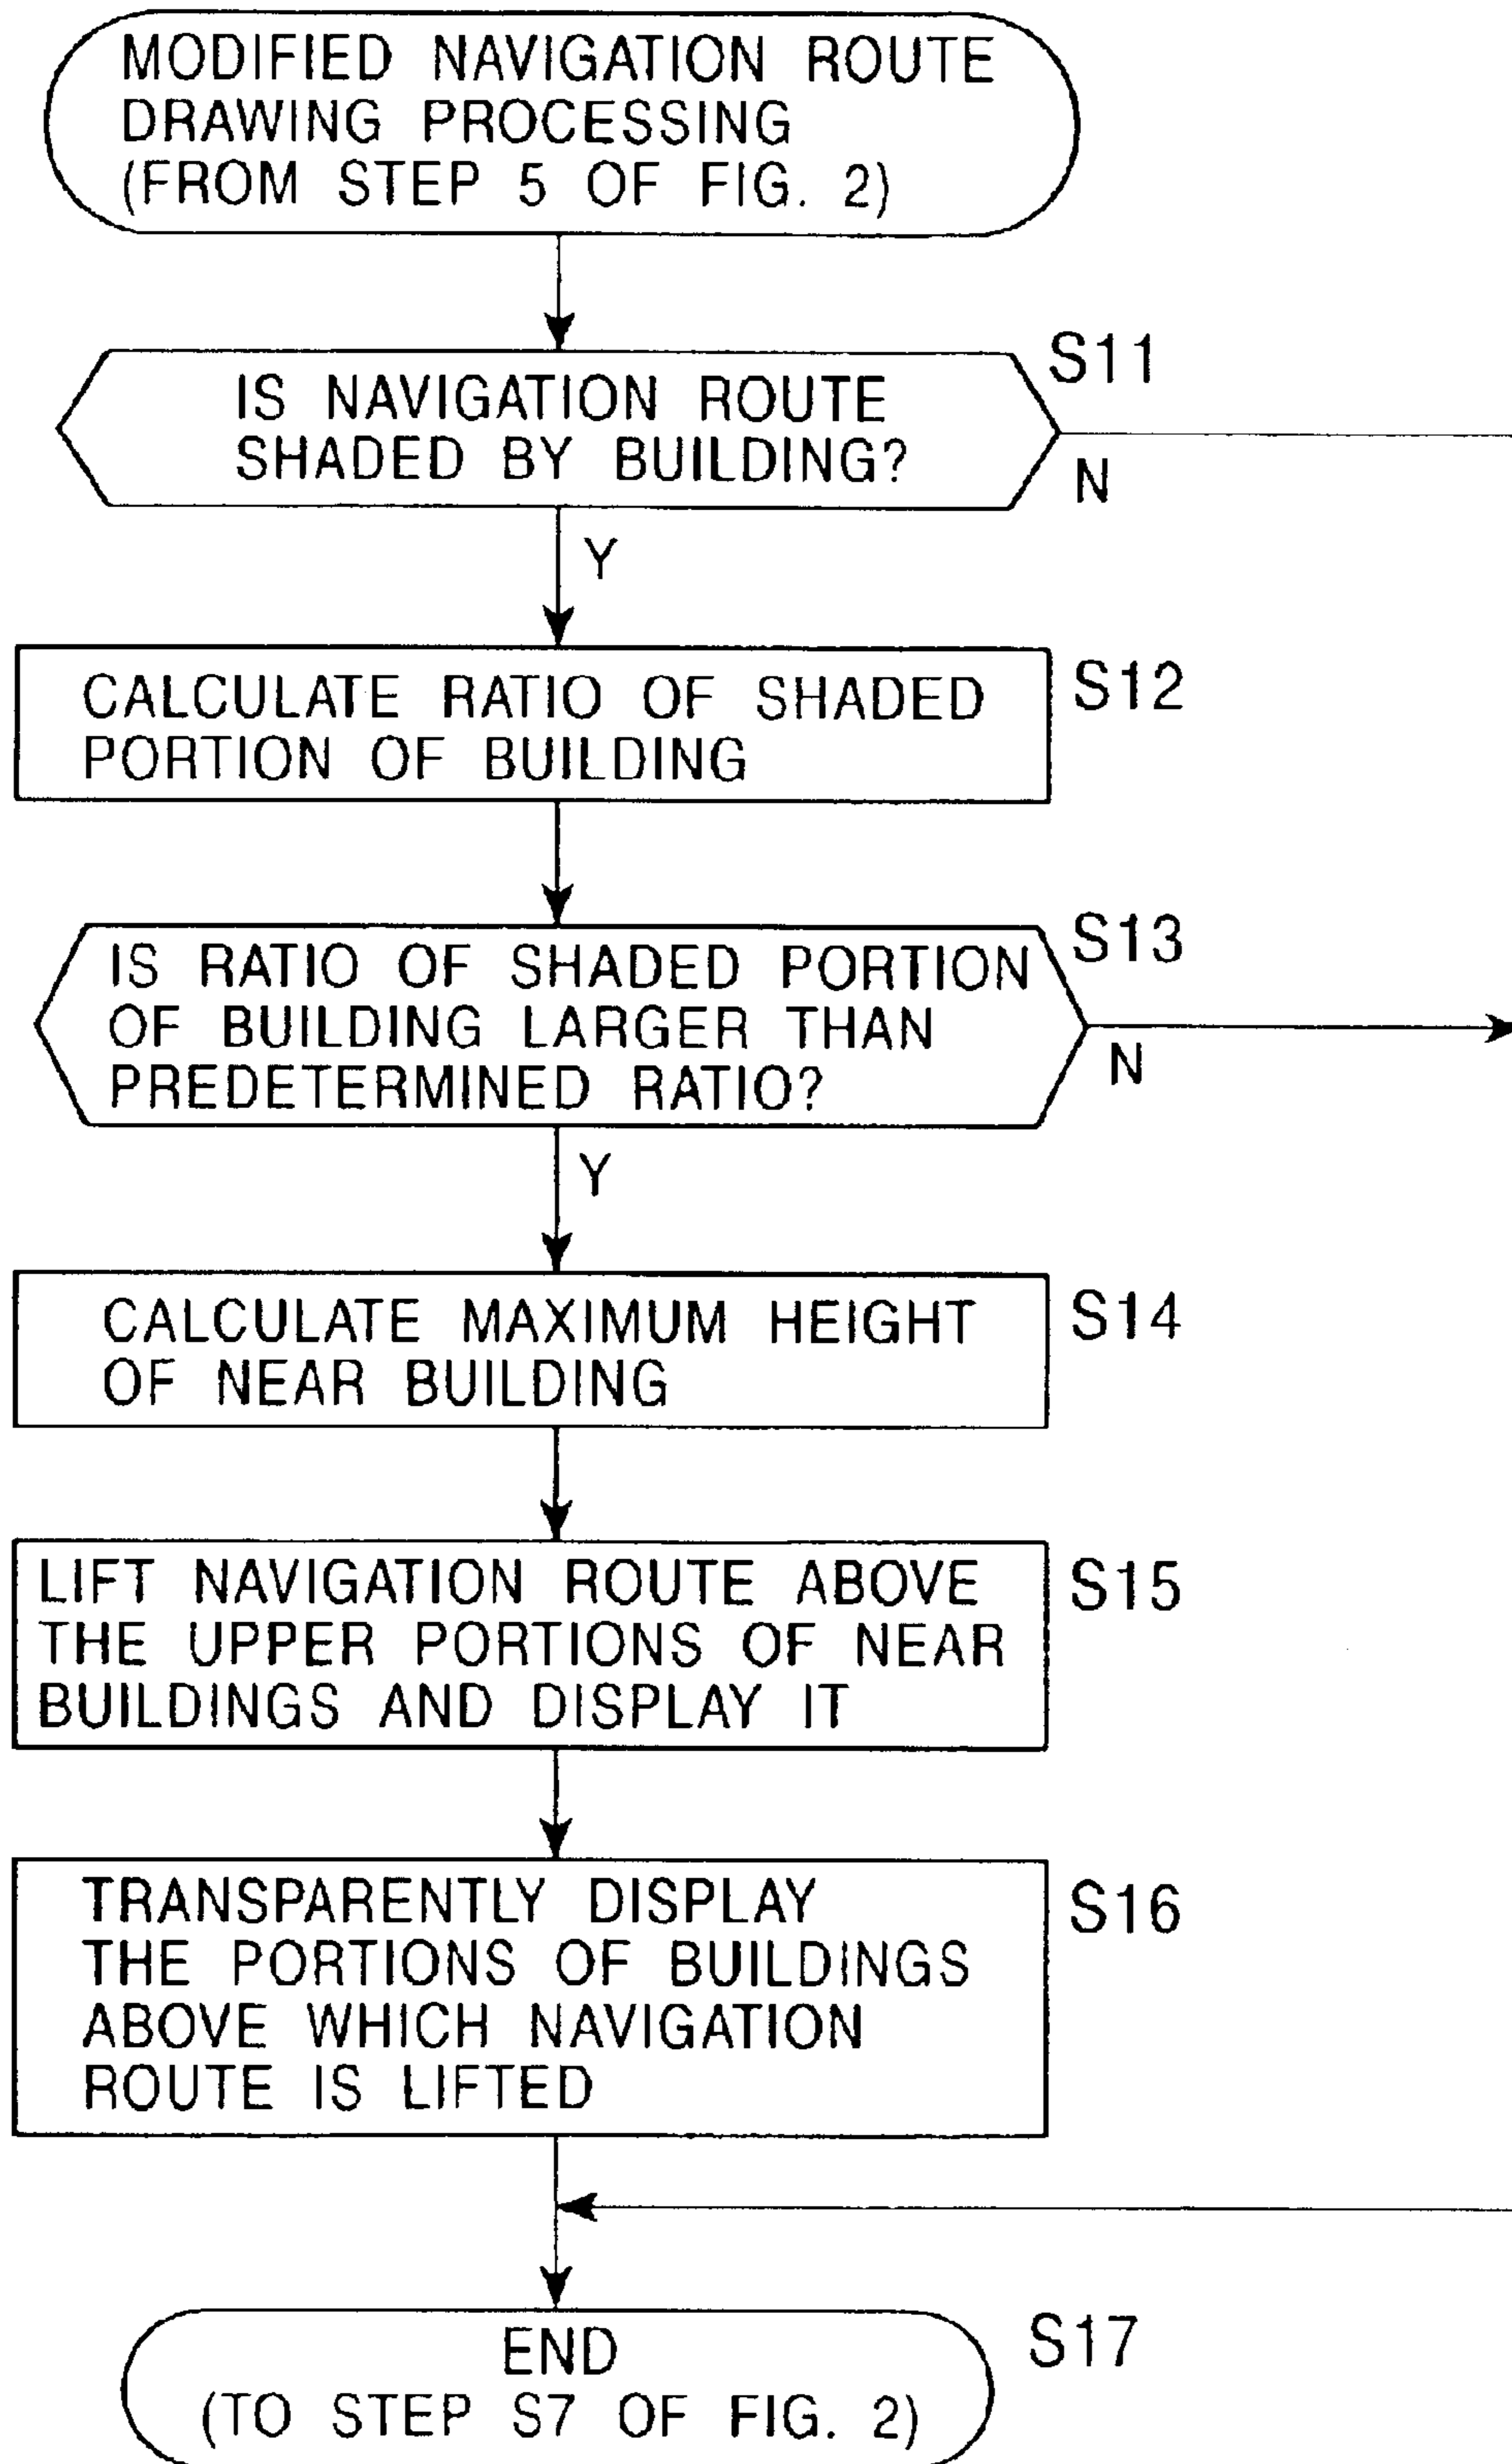 MODIFIED NAVIGATION ROUTE
DRAWING PROCESSING
(FROM STEP 5 OF FIG. 2)
IS NAVIGATION ROUTE
SHADED BY BUILDING?
S11
N
Y
CALCULATE RATIO OF SHADED
PORTION OF BUILDING
S12
IS RATIO OF SHADED PORTION
OF BUILDING LARGER THAN
PREDETERMINED RATIO?
S13
N
Y
CALCULATE MAXIMUM HEIGHT
OF NEAR BUILDING
S14
LIFT NAVIGATION ROUTE ABOVE
THE UPPER PORTIONS OF NEAR
BUILDINGS AND DISPLAY IT
S15
TRANSPARENTLY DISPLAY
THE PORTIONS OF BUILDINGS
ABOVE WHICH NAVIGATION
ROUTE IS LIFTED
S16
END
(TO STEP S7 OF FIG. 2)
S17